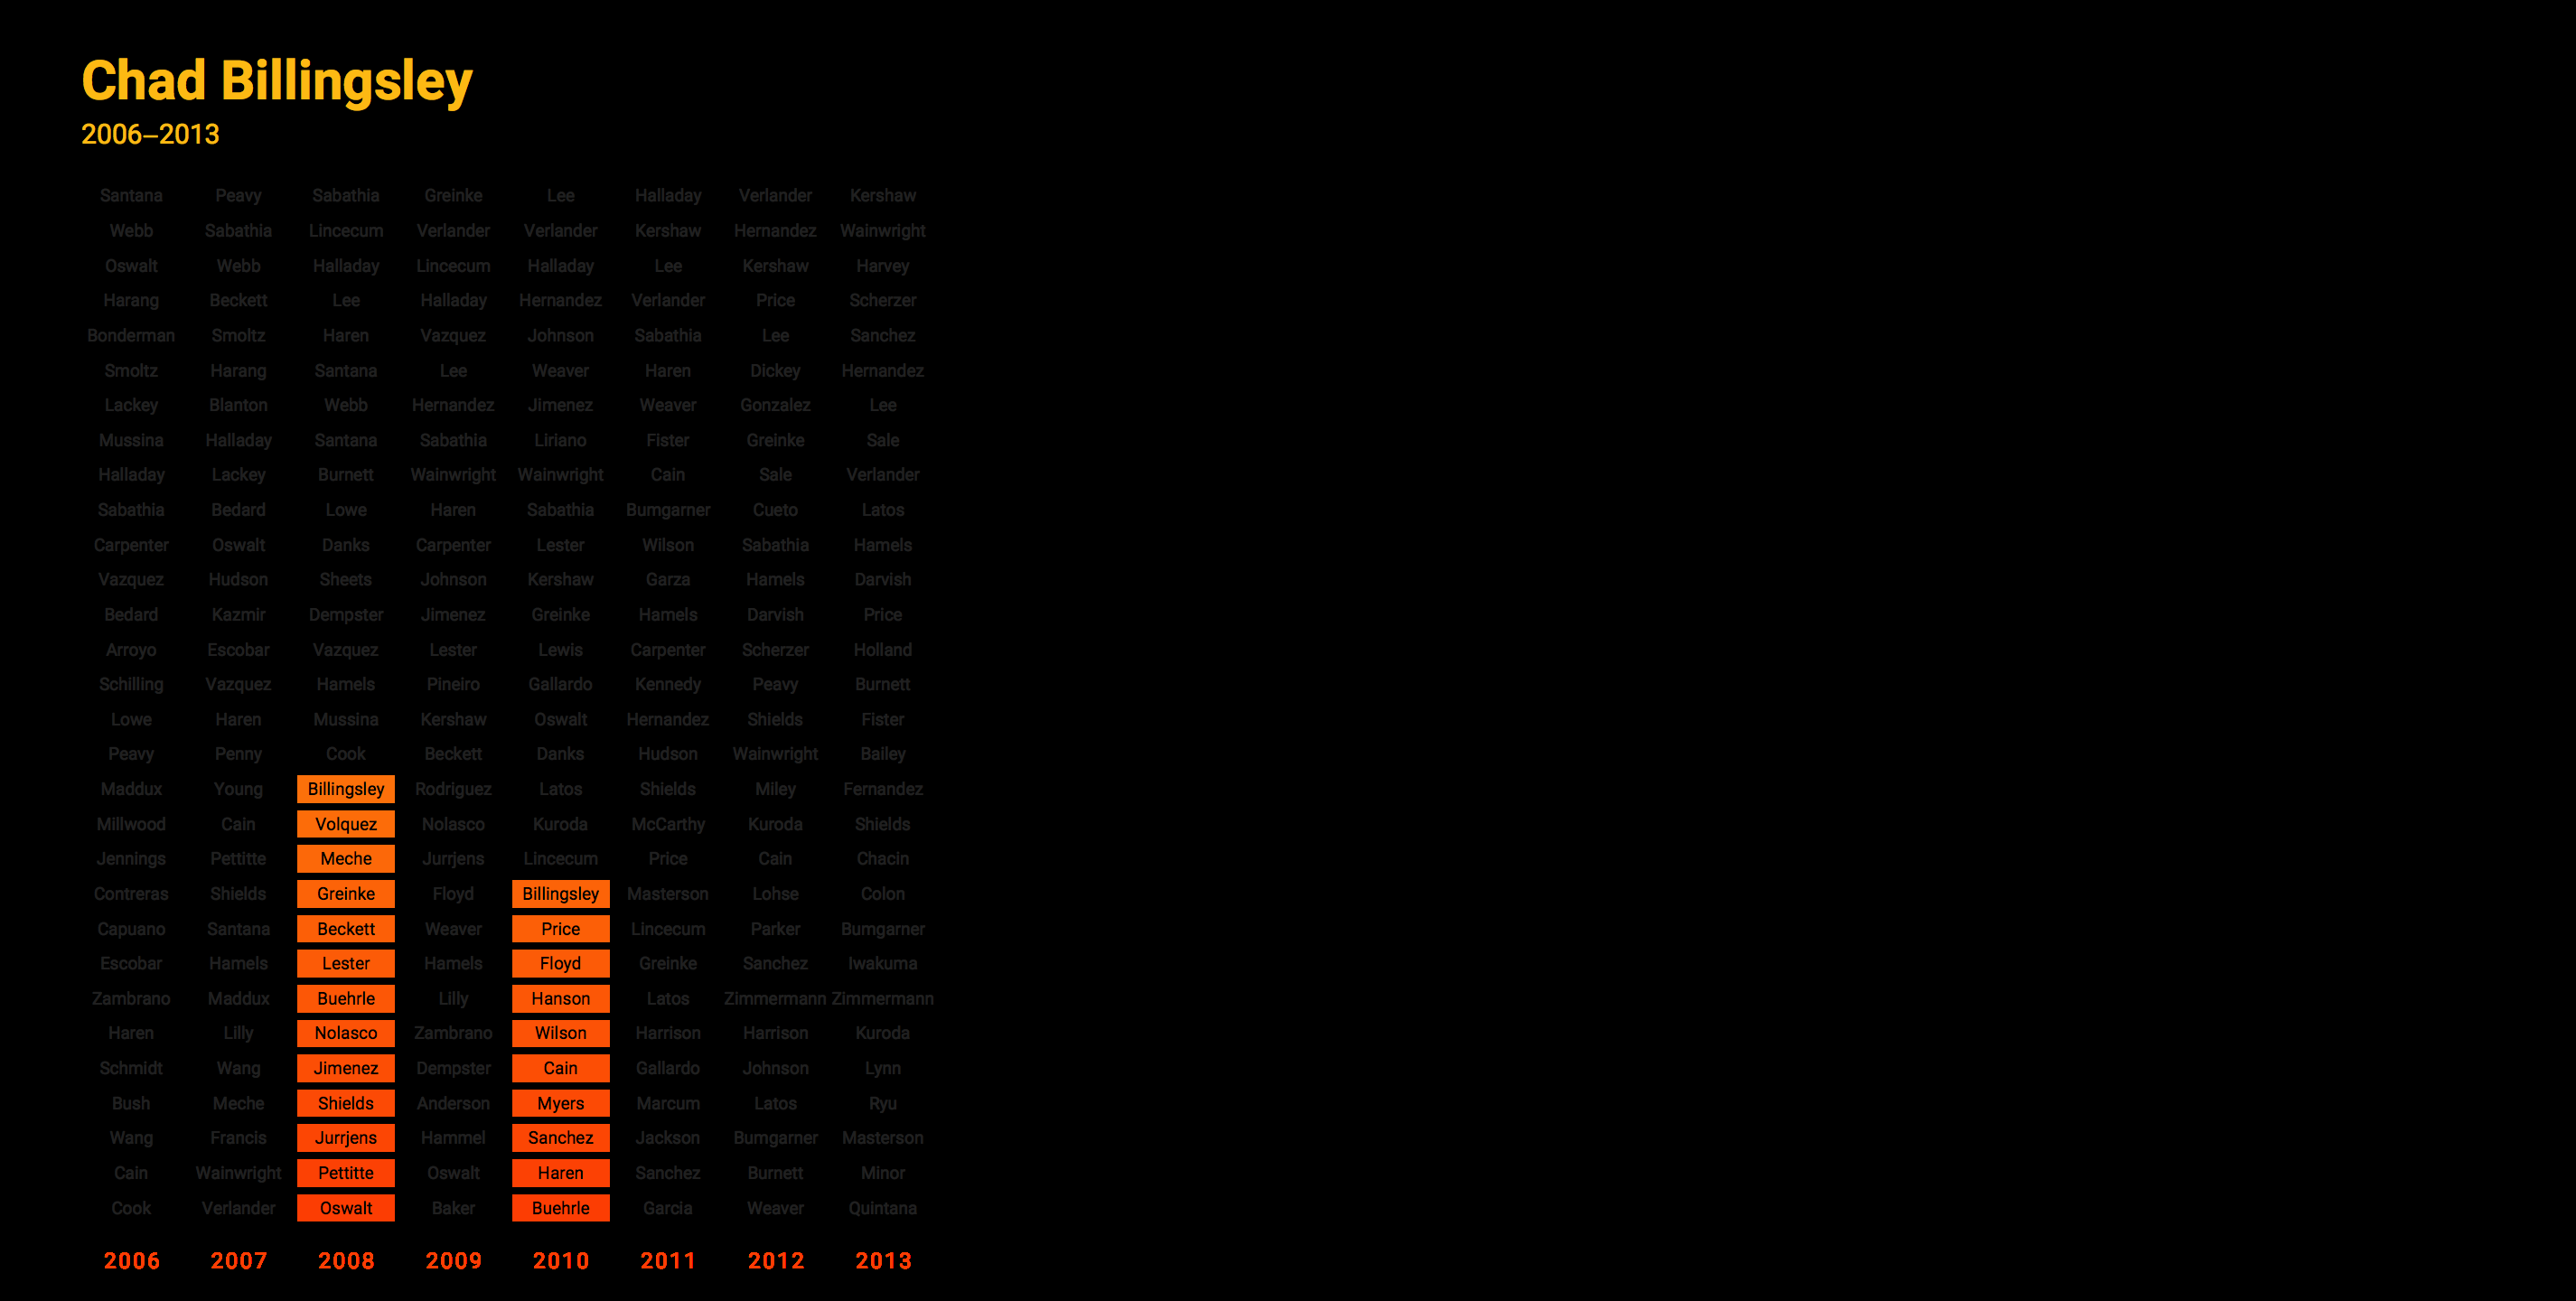 Chad Billingsley
2006–2013
Santana Peavy Sabathia Greinke Lee Halladay Verlander Kershaw
Webb Sabathia Lincecum Verlander Verlander Kershaw Hernandez Wainwright
Oswalt Webb Halladay Lincecum Halladay Lee Kershaw Harvey
Harang Beckett Lee Halladay Hernandez Verlander Price Scherzer
Bonderman Smoltz Haren Vazquez Johnson Sabathia Lee Sanchez
Smoltz Harang Santana Lee Weaver Haren Dickey Hernandez
Lackey Blanton Webb Hernandez Jimenez Weaver Gonzalez Lee
Mussina Halladay Santana Sabathia Liriano Fister Greinke Sale
Halladay Lackey Burnett Wainwright Wainwright Cain Sale Verlander
Sabathia Bedard Lowe Haren Sabathia Bumgarner Cueto Latos
Carpenter Oswalt Danks Carpenter Lester Wilson Sabathia Hamels
Vazquez Hudson Sheets Johnson Kershaw Garza Hamels Darvish
Bedard Kazmir Dempster Jimenez Greinke Hamels Darvish Price
Arroyo Escobar Vazquez Lester Lewis Carpenter Scherzer Holland
Schilling Vazquez Hamels Pineiro Gallardo Kennedy Peavy Burnett
Lowe Haren Mussina Kershaw Oswalt Hernandez Shields Fister
Peavy Penny Cook Beckett Danks Hudson Wainwright Bailey
Maddux Young Billingsley Rodriguez Latos Shields Miley Fernandez
Millwood Cain Volquez Nolasco Kuroda McCarthy Kuroda Shields
Jennings Pettitte Meche Jurrjens Lincecum Price Cain Chacin
Contreras Shields Greinke Floyd Billingsley Masterson Lohse Colon
Capuano Santana Beckett Weaver Price Lincecum Parker Bumgarner
Escobar Hamels Lester Hamels Floyd Greinke Sanchez Iwakuma
Zambrano Maddux Buehrle Lilly Hanson Latos Zimmermann Zimmermann
Haren Lilly Nolasco Zambrano Wilson Harrison Harrison Kuroda
Schmidt Wang Jimenez Dempster Cain Gallardo Johnson Lynn
Bush Meche Shields Anderson Myers Marcum Latos Ryu
Wang Francis Jurrjens Hammel Sanchez Jackson Bumgarner Masterson
Cain Wainwright Pettitte Oswalt Haren Sanchez Burnett Minor
Cook Verlander Oswalt Baker Buehrle Garcia Weaver Quintana
2006 2007 2008 2009 2010 2011 2012 2013